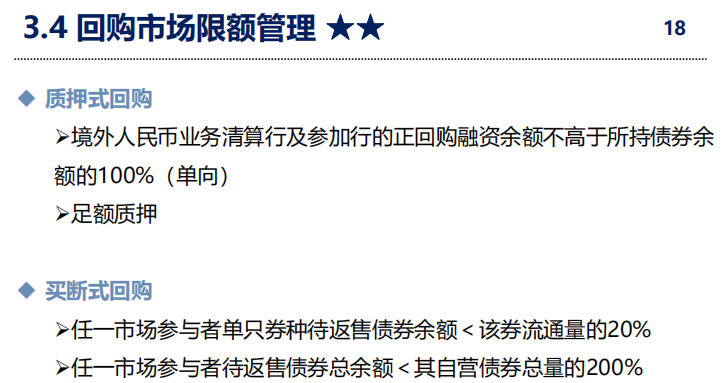 3.4 回购市场限额管理 ★★
18
◆ 质押式回购
➢境外人民币业务清算行及参加行的正回购融资余额不高于所持债券余
额的100%（单向）
➢足额质押
◆ 买断式回购
➢任一市场参与者单只券种待返售债券余额＜该券流通量的20%
➢任一市场参与者待返售债券总余额＜其自营债券总量的200%